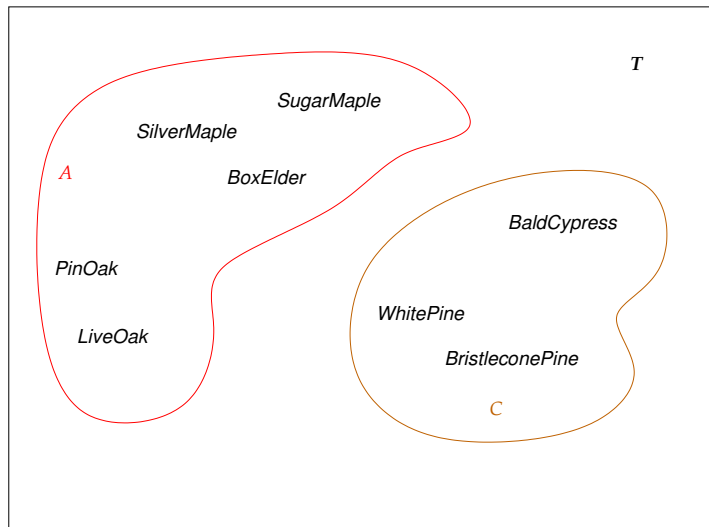 T
SugarMaple
SilverMaple
A
BoxElder
BaldCypress
PinOak
WhitePine
LiveOak
BristleconePine
C